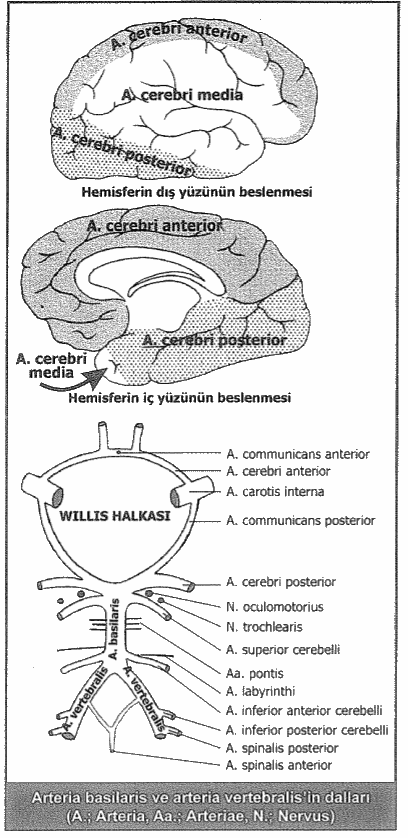 A. cerebri anterior
A. cerebri media
A. cerebri posterior
Hemisferin dış yüzünün beslenmesi
A. cerebri anterior
A. cerebri posterior
A. cerebri
media
Hemisferin iç yüzünün beslenmesi
A. communicans anterior
A. cerebri anterior
A. carotis interna
WILLIS HALKASI
A. communicans posterior
A. cerebri posterior
N. oculomotorius
N. trochlearis
A. basilaris
A. superior cerebelli
Aa. pontis
A. labyrinthi
A. vertebralis
A. vertebralis
A. inferior anterior cerebelli
A. inferior posterior cerebelli
A. spinalis posterior
A. spinalis anterior
Arteria basilaris ve arteria vertebralis'in dalları
(A.; Arteria, Aa.; Arteriae, N.; Nervus)